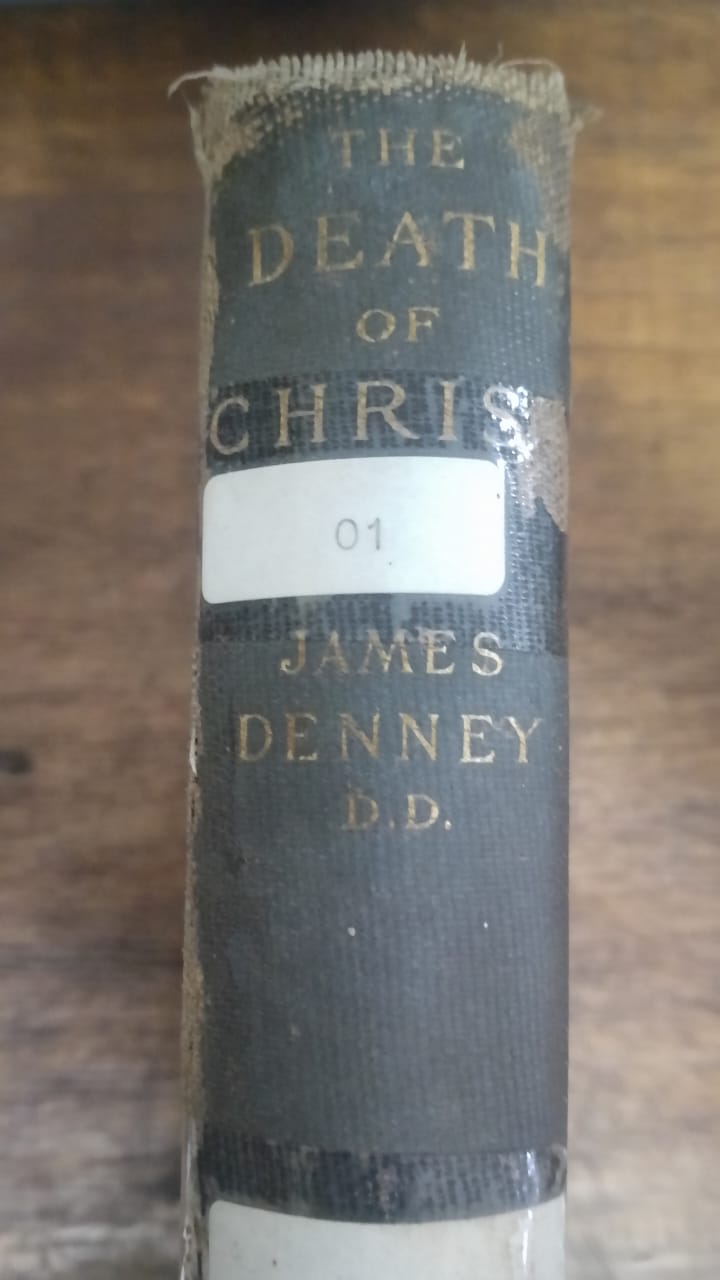 THE
DEATH
OF
CHRIS
01
JAMES
DENNEY
D.D.